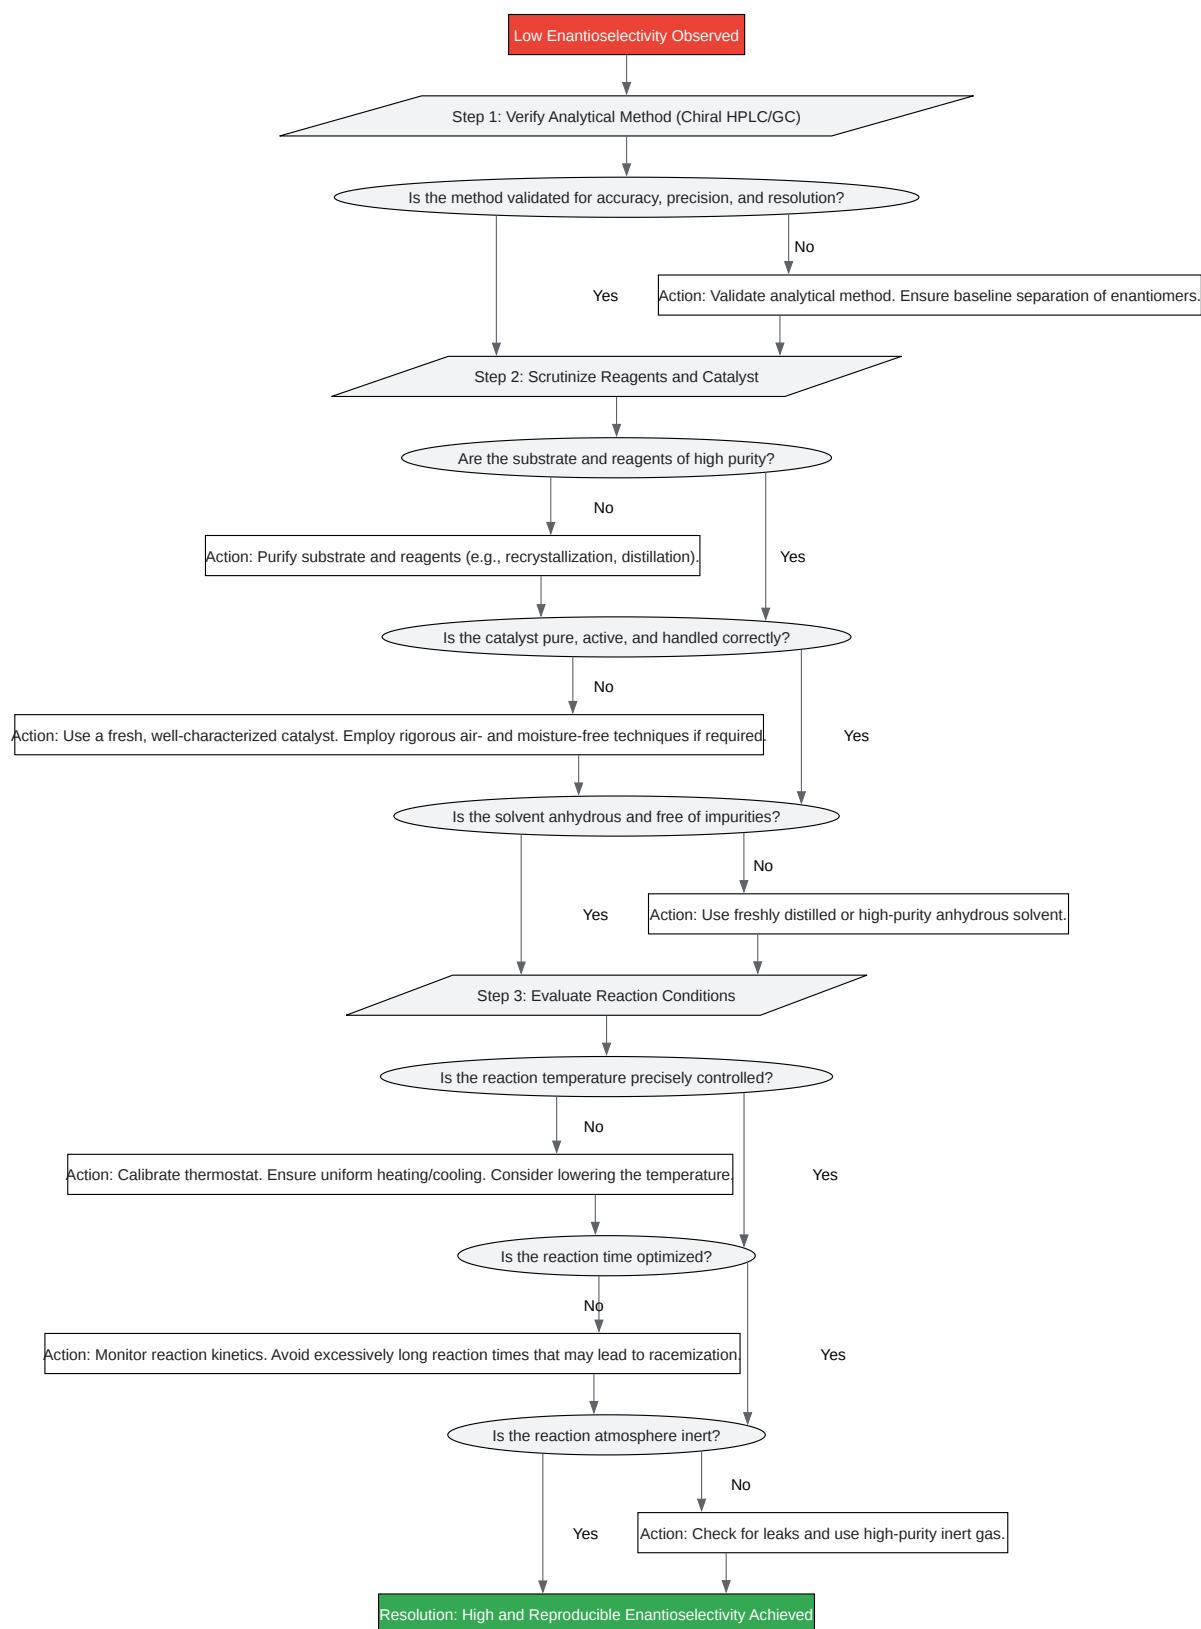 Low Enantioselectivity Observed
Step 1: Verify Analytical Method (Chiral HPLC/GC)
Is the method validated for accuracy, precision, and resolution?
No
Yes
Action: Validate analytical method. Ensure baseline separation of enantiomers.
Step 2: Scrutinize Reagents and Catalyst
Are the substrate and reagents of high purity?
No
Action: Purify substrate and reagents (e.g., recrystallization, distillation).
Yes
Is the catalyst pure, active, and handled correctly?
No
Action: Use a fresh, well-characterized catalyst. Employ rigorous air- and moisture-free techniques if required.
Yes
Is the solvent anhydrous and free of impurities?
No
Yes
Action: Use freshly distilled or high-purity anhydrous solvent.
Step 3: Evaluate Reaction Conditions
Is the reaction temperature precisely controlled?
No
Action: Calibrate thermostat. Ensure uniform heating/cooling. Consider lowering the temperature.
Yes
Is the reaction time optimized?
No
Action: Monitor reaction kinetics. Avoid excessively long reaction times that may lead to racemization.
Yes
Is the reaction atmosphere inert?
No
Yes
Action: Check for leaks and use high-purity inert gas.
Resolution: High and Reproducible Enantioselectivity Achieved